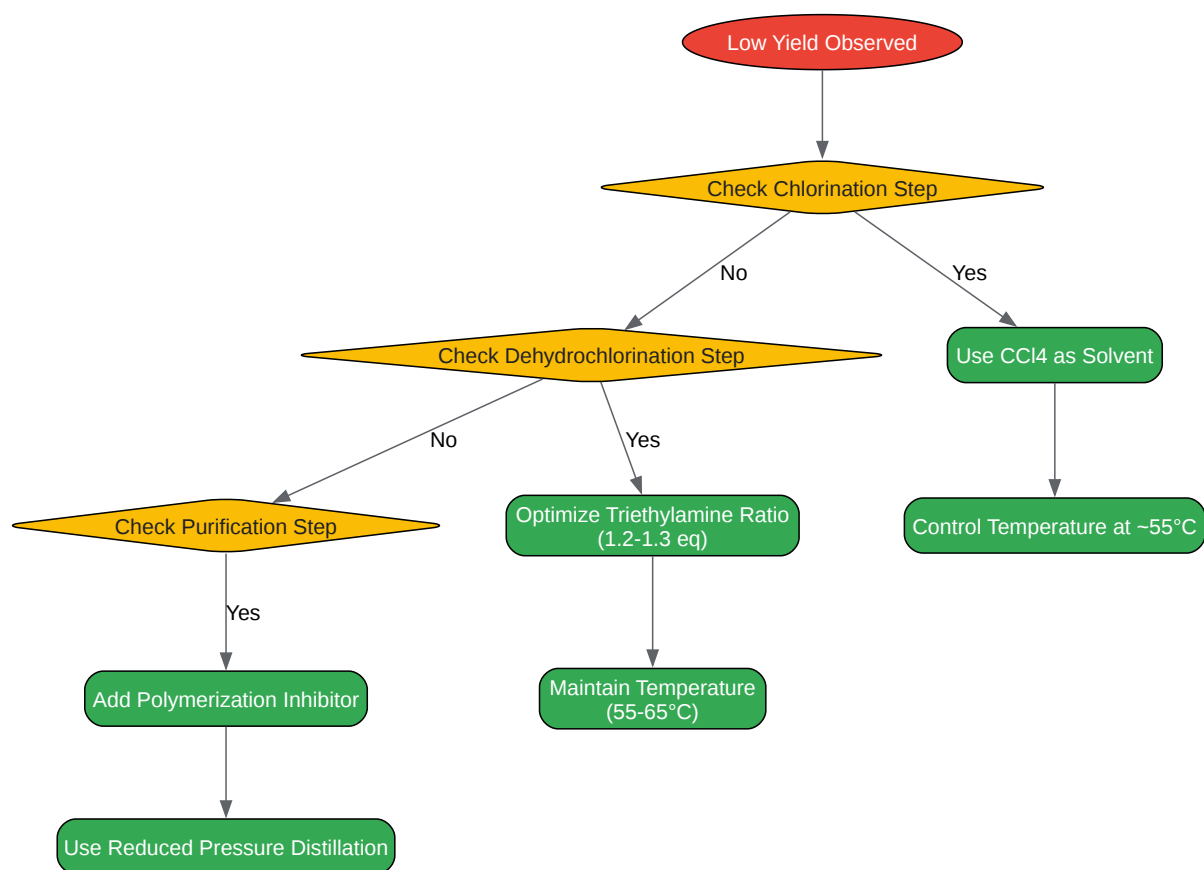 Low Yield Observed
Check Chlorination Step
No
Yes
Check Dehydrochlorination Step
Use CCl4 as Solvent
No
Yes
Check Purification Step
Optimize Triethylamine Ratio
(1.2-1.3 eq)
Control Temperature at ~55°C
Yes
Add Polymerization Inhibitor
Maintain Temperature
(55-65°C)
Use Reduced Pressure Distillation